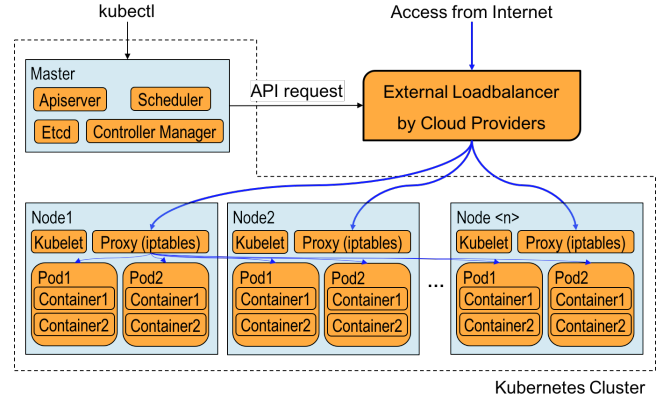 kubectl
Access from Internet
Master
Apiserver
Scheduler
Etcd
Controller Manager
API request
External Loadbalancer
by Cloud Providers
Node1
Kubelet
Proxy (iptables)
Pod1
Container1
Container2
Pod2
Container1
Container2
Node2
Kubelet
Proxy (iptables)
Pod1
Container1
Container2
Pod2
Container1
Container2
...
Node <n>
Kubelet
Proxy (iptables)
Pod1
Container1
Container2
Pod2
Container1
Container2
Kubernetes Cluster